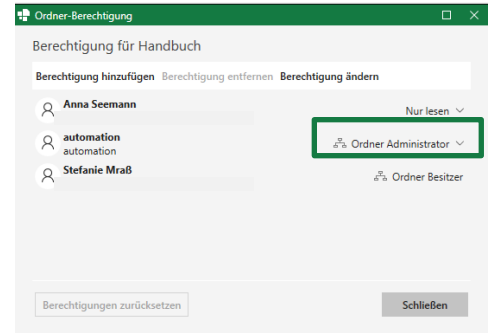 Ordner-Berechtigung
Berechtigung für Handbuch
Berechtigung hinzufügen Berechtigung entfernen Berechtigung ändern
Anna Seemann
Nur lesen
automation
automation
Ordner Administrator
Stefanie Mraß
Ordner Besitzer
Berechtigungen zurücksetzen
Schließen